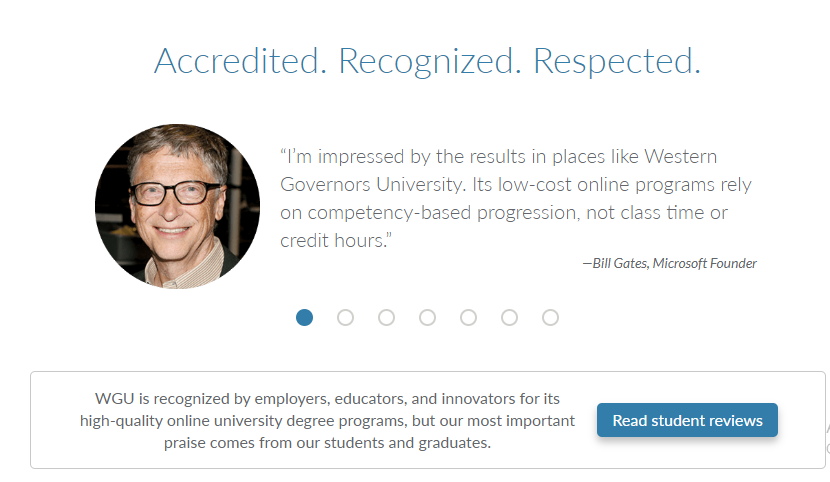 Accredited. Recognized. Respected.
“I’m impressed by the results in places like Western
Governors University. Its low-cost online programs rely
on competency-based progression, not class time or
credit hours.”
—Bill Gates, Microsoft Founder
WGU is recognized by employers, educators, and innovators for its
high-quality online university degree programs, but our most important
praise comes from our students and graduates.
Read student reviews